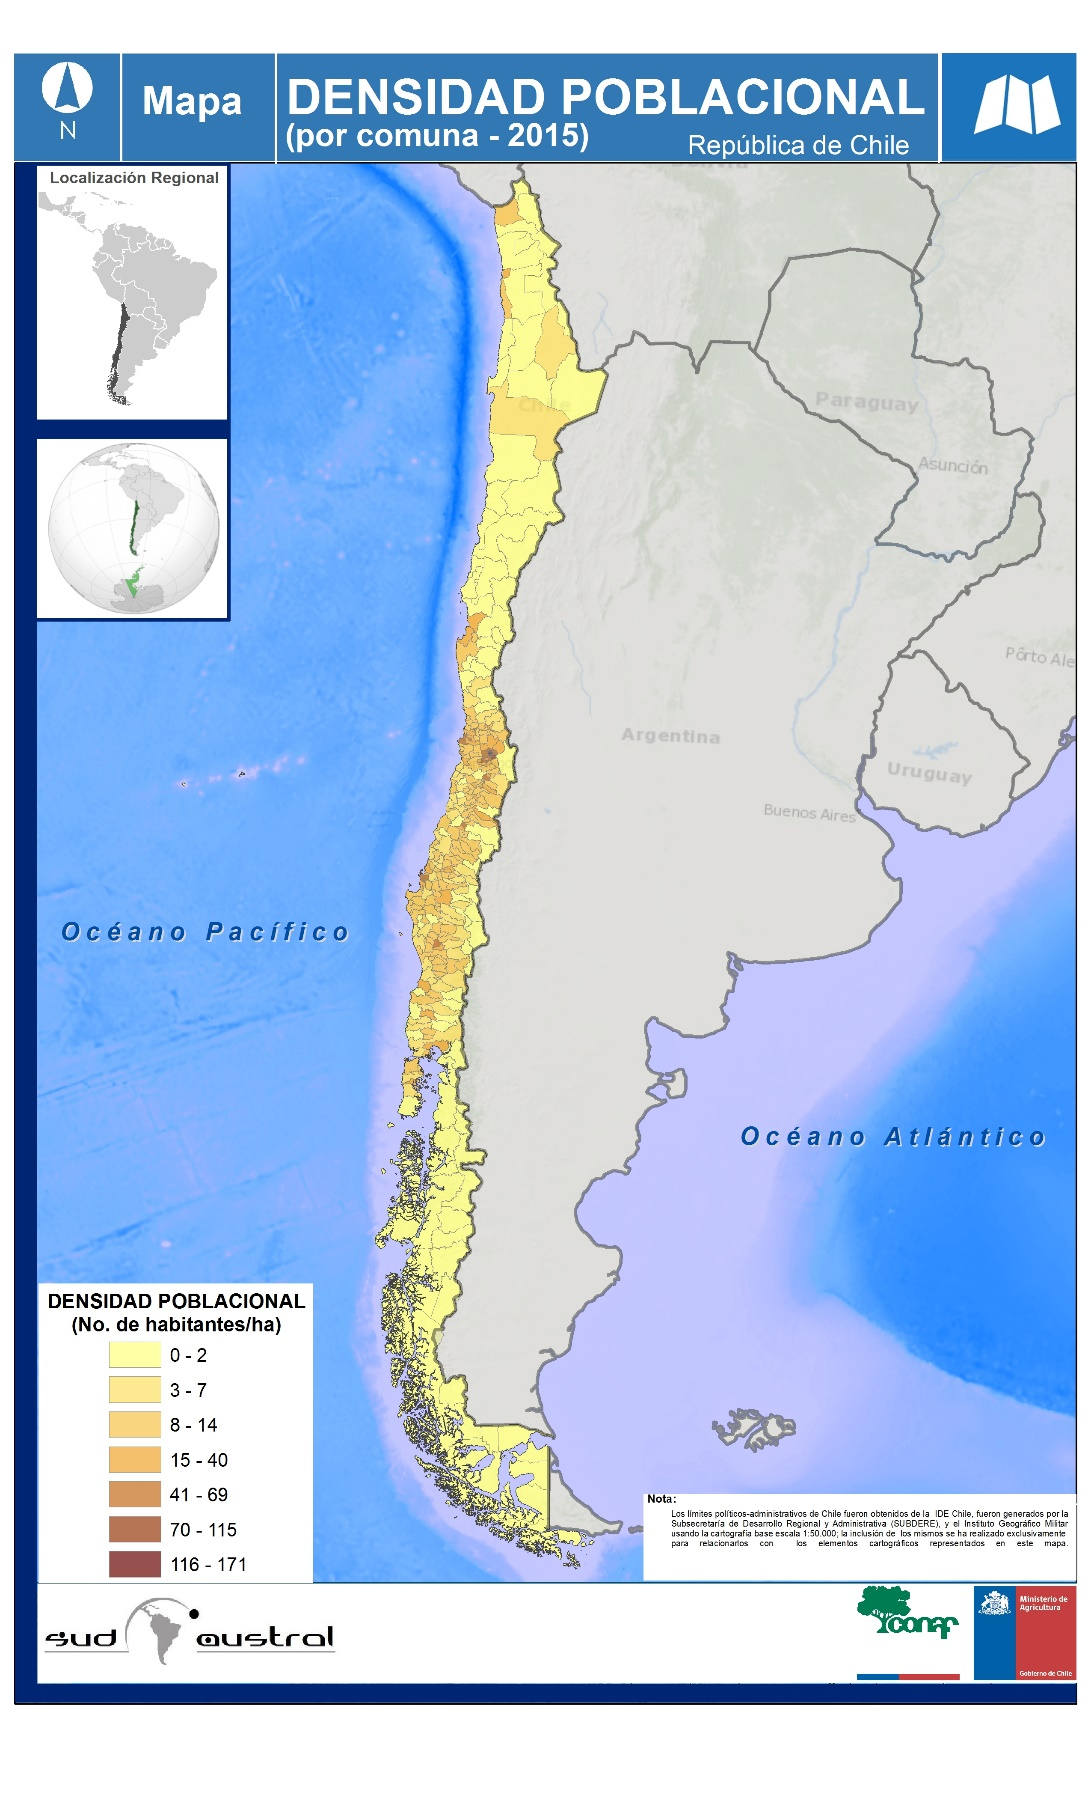 N
Mapa
DENSIDAD POBLACIONAL
(por comuna - 2015)
República de Chile
Localización Regional
Chile
Paraguay
Asunción
Pôrto Ale
Argentina
Uruguay
Buenos Aires
Océano Pacífico
Océano Atlántico
DENSIDAD POBLACIONAL
(No. de habitantes/ha)
0 - 2
3 - 7
8 - 14
15 - 40
41 - 69
70 - 115
116 - 171
Nota:
Los límites políticos-administrativos de Chile fueron obtenidos de la IDE Chile, fueron generados por la
Subsecretaría de Desarrollo Regional y Administrativa (SUBDERE), y el Instituto Geográfico Militar
usando la cartografía base escala 1:50.000; la inclusión de los mismos se ha realizado exclusivamente
para relacionarlos con los elementos cartográficos representados en este mapa.
sud austral
conaf
Ministerio de
Agricultura
Gobierno de Chile